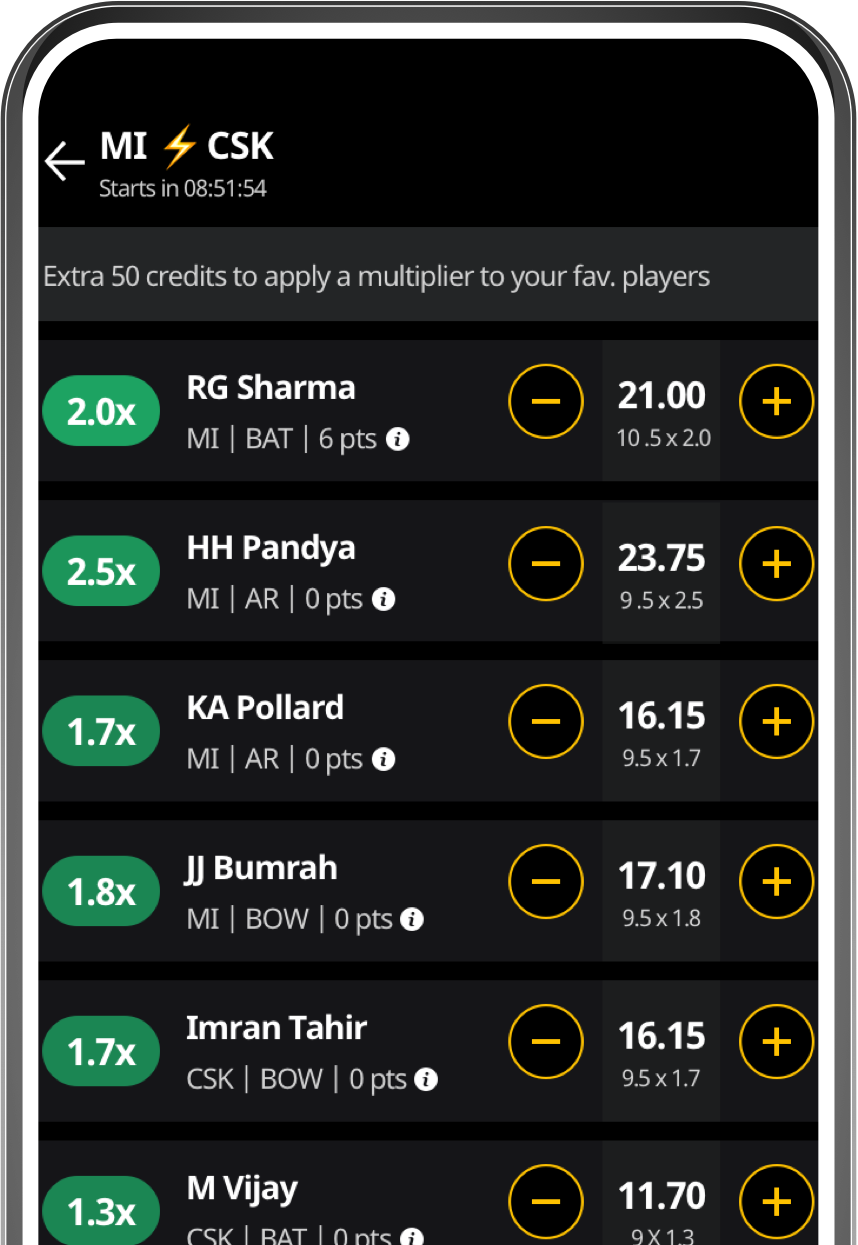 MI ⚡ CSK
Starts in 08:51:54
Extra 50 credits to apply a multiplier to your fav. players
2.0x
RG Sharma
MI | BAT | 6 pts i
−
21.00
10 .5 x 2.0
+
2.5x
HH Pandya
MI | AR | 0 pts i
−
23.75
9 .5 x 2.5
+
1.7x
KA Pollard
MI | AR | 0 pts i
−
16.15
9.5 x 1.7
+
1.8x
JJ Bumrah
MI | BOW | 0 pts i
−
17.10
9.5 x 1.8
+
1.7x
Imran Tahir
CSK | BOW | 0 pts i
−
16.15
9.5 x 1.7
+
1.3x
M Vijay
CSK | BAT | 0 pts i
−
11.70
9 X 1.3
+